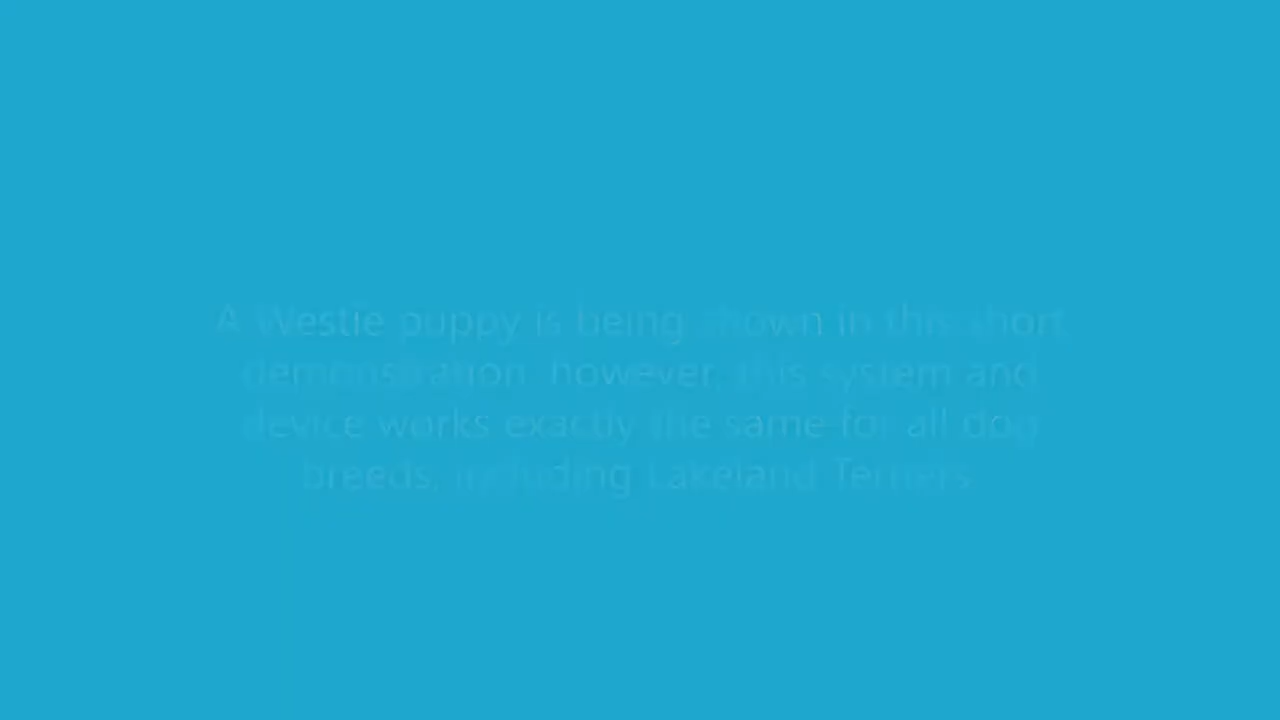 A Westie puppy is being shown in this short
demonstration, however, this system and
device works exactly the same for all dog
breeds, including Lakeland Terriers